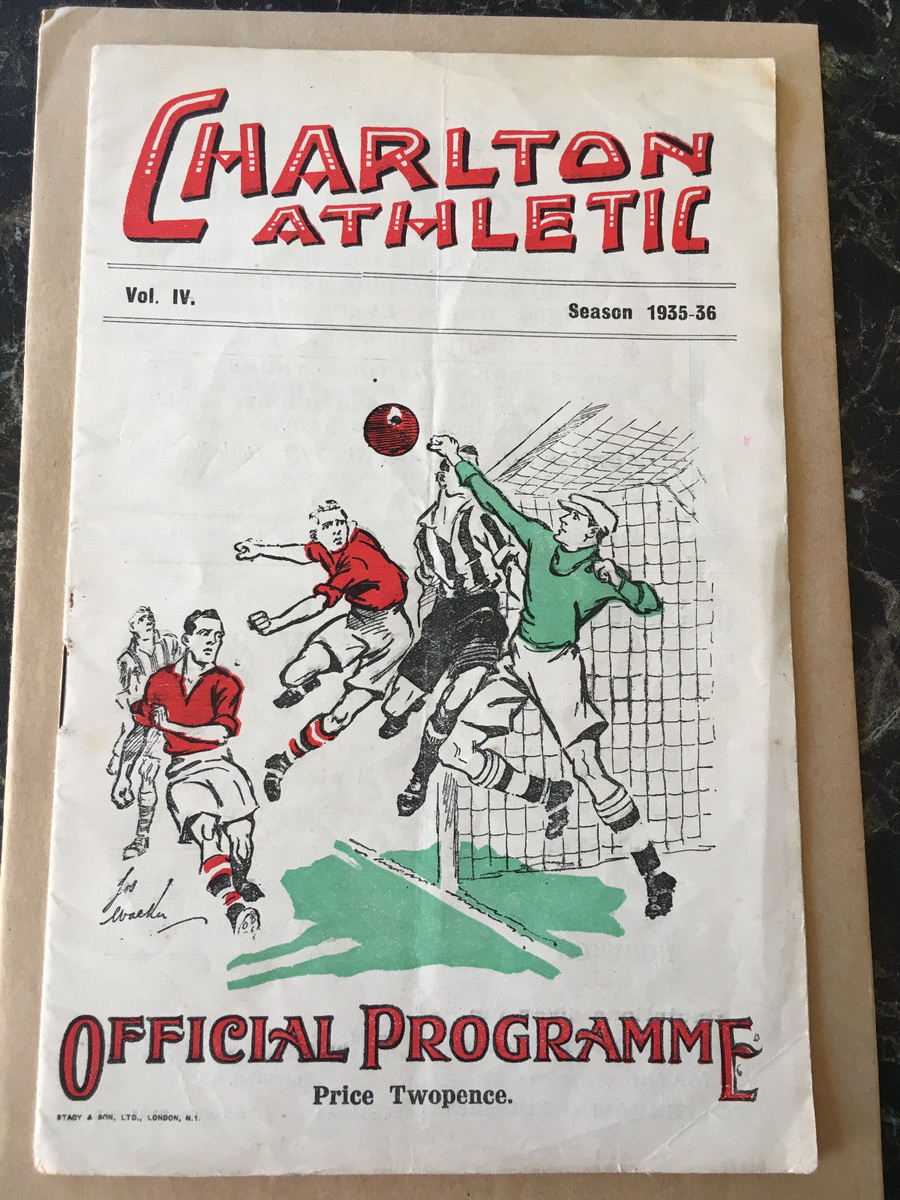 CHARLTON
ATHLETIC
Vol. IV.
Season 1935-36
Jos
Walker
OFFICIAL PROGRAMME
Price Twopence.
STACY & SON, LTD., LONDON, N.1.